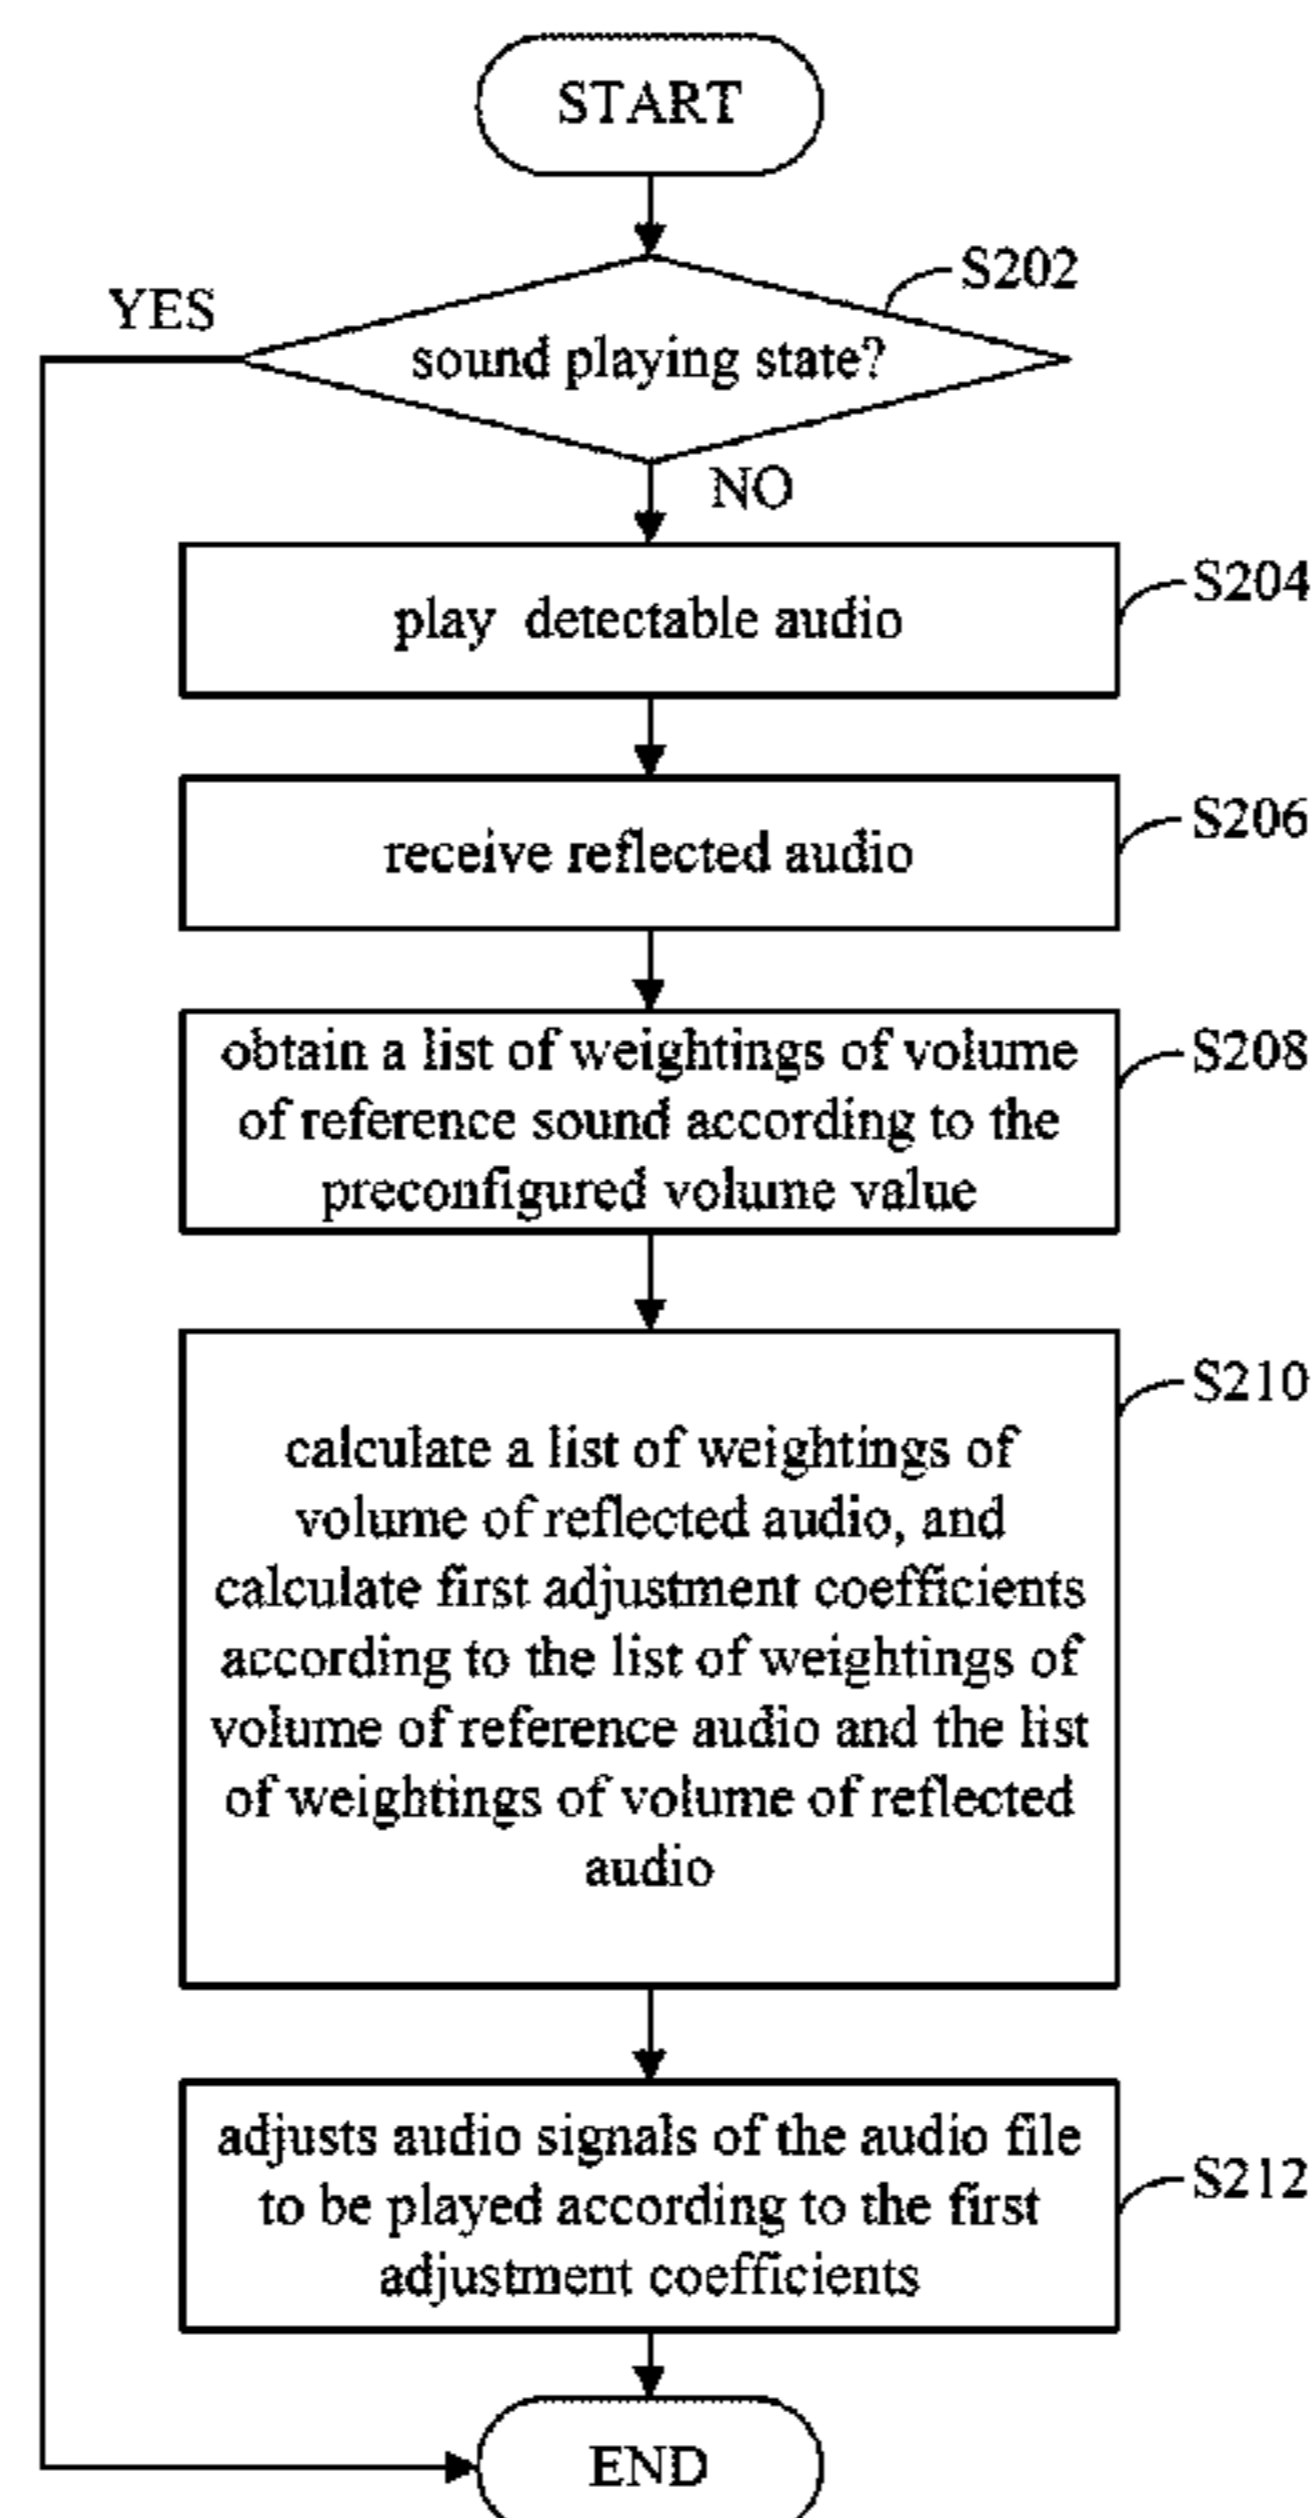 START
S202
YES
sound playing state?
NO
S204
play detectable audio
S206
receive reflected audio
S208
obtain a list of weightings of volume
of reference sound according to the
preconfigured volume value
S210
calculate a list of weightings of
volume of reflected audio, and
calculate first adjustment coefficients
according to the list of weightings of
volume of reference audio and the list
of weightings of volume of reflected
audio
adjusts audio signals of the audio file
S212
to be played according to the first
adjustment coefficients
END